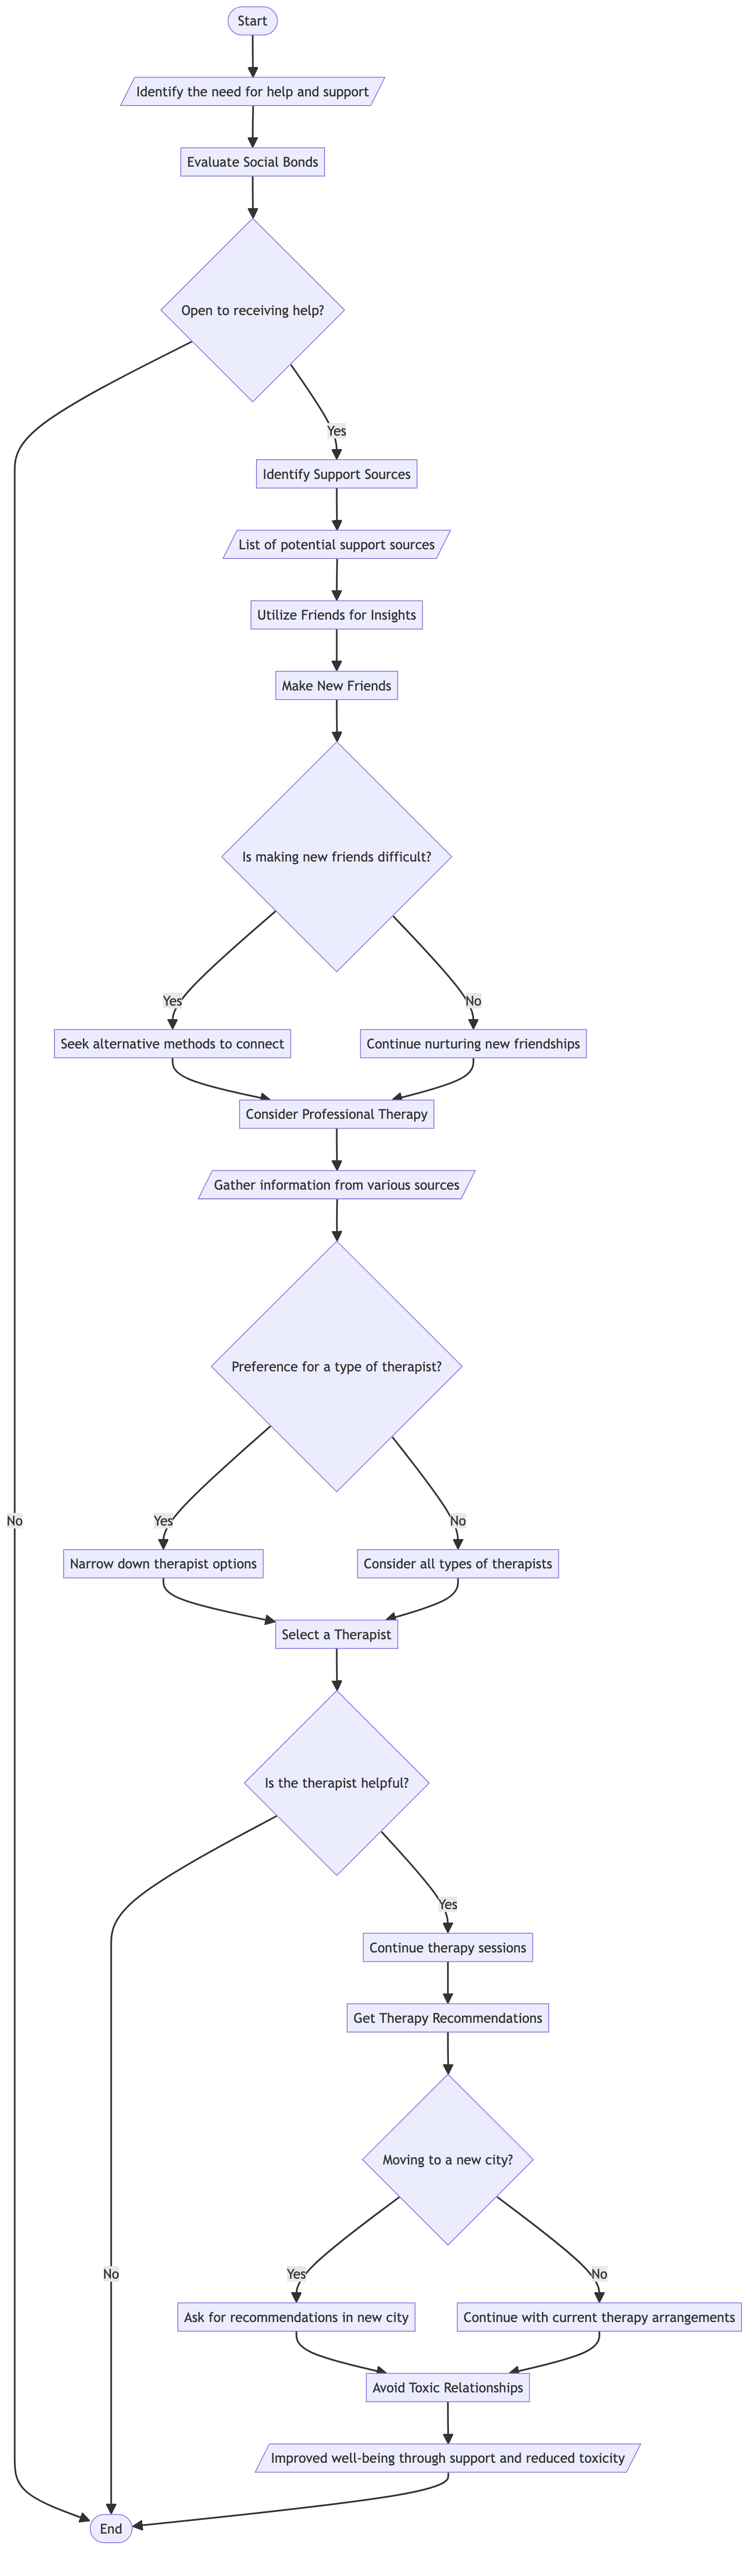 Start
Identify the need for help and support
Evaluate Social Bonds
Open to receiving help?
Yes
Identify Support Sources
List of potential support sources
Utilize Friends for Insights
Make New Friends
Is making new friends difficult?
Yes
No
Seek alternative methods to connect
Continue nurturing new friendships
Consider Professional Therapy
Gather information from various sources
Preference for a type of therapist?
No
Yes
No
Narrow down therapist options
Consider all types of therapists
Select a Therapist
Is the therapist helpful?
Yes
Continue therapy sessions
Get Therapy Recommendations
Moving to a new city?
No
Yes
No
Ask for recommendations in new city
Continue with current therapy arrangements
Avoid Toxic Relationships
Improved well-being through support and reduced toxicity
End